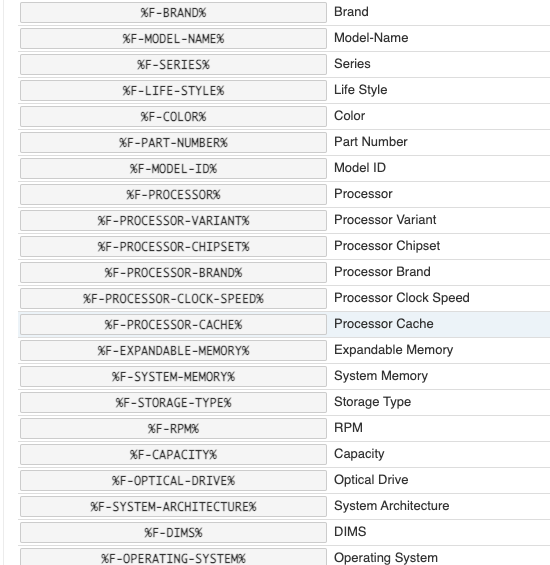 %F-BRAND% Brand
%F-MODEL-NAME% Model-Name
%F-SERIES% Series
%F-LIFE-STYLE% Life Style
%F-COLOR% Color
%F-PART-NUMBER% Part Number
%F-MODEL-ID% Model ID
%F-PROCESSOR% Processor
%F-PROCESSOR-VARIANT% Processor Variant
%F-PROCESSOR-CHIPSET% Processor Chipset
%F-PROCESSOR-BRAND% Processor Brand
%F-PROCESSOR-CLOCK-SPEED% Processor Clock Speed
%F-PROCESSOR-CACHE% Processor Cache
%F-EXPANDABLE-MEMORY% Expandable Memory
%F-SYSTEM-MEMORY% System Memory
%F-STORAGE-TYPE% Storage Type
%F-RPM% RPM
%F-CAPACITY% Capacity
%F-OPTICAL-DRIVE% Optical Drive
%F-SYSTEM-ARCHITECTURE% System Architecture
%F-DIMS% DIMS
%F-OPERATING-SYSTEM% Operating System